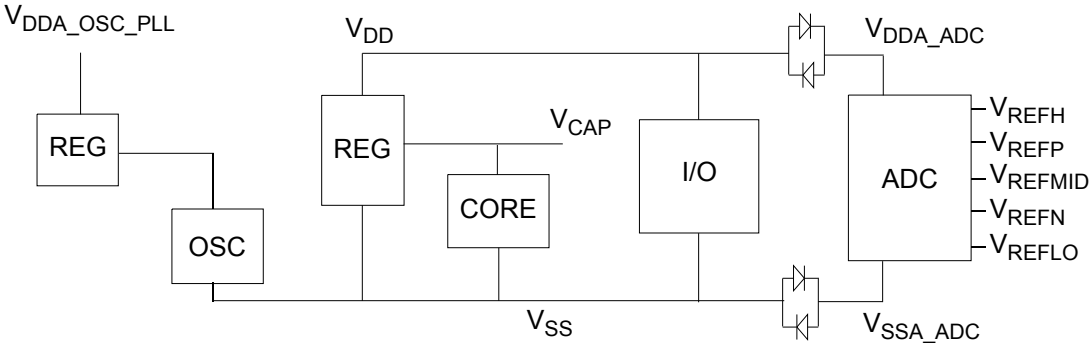 VDDA_OSC_PLL
VDD
VDDA_ADC
REG
REG
VCAP
I/O
ADC
VREFH
VREFP
VREFMID
VREFN
VREFLO
OSC
CORE
VSS
VSSA_ADC